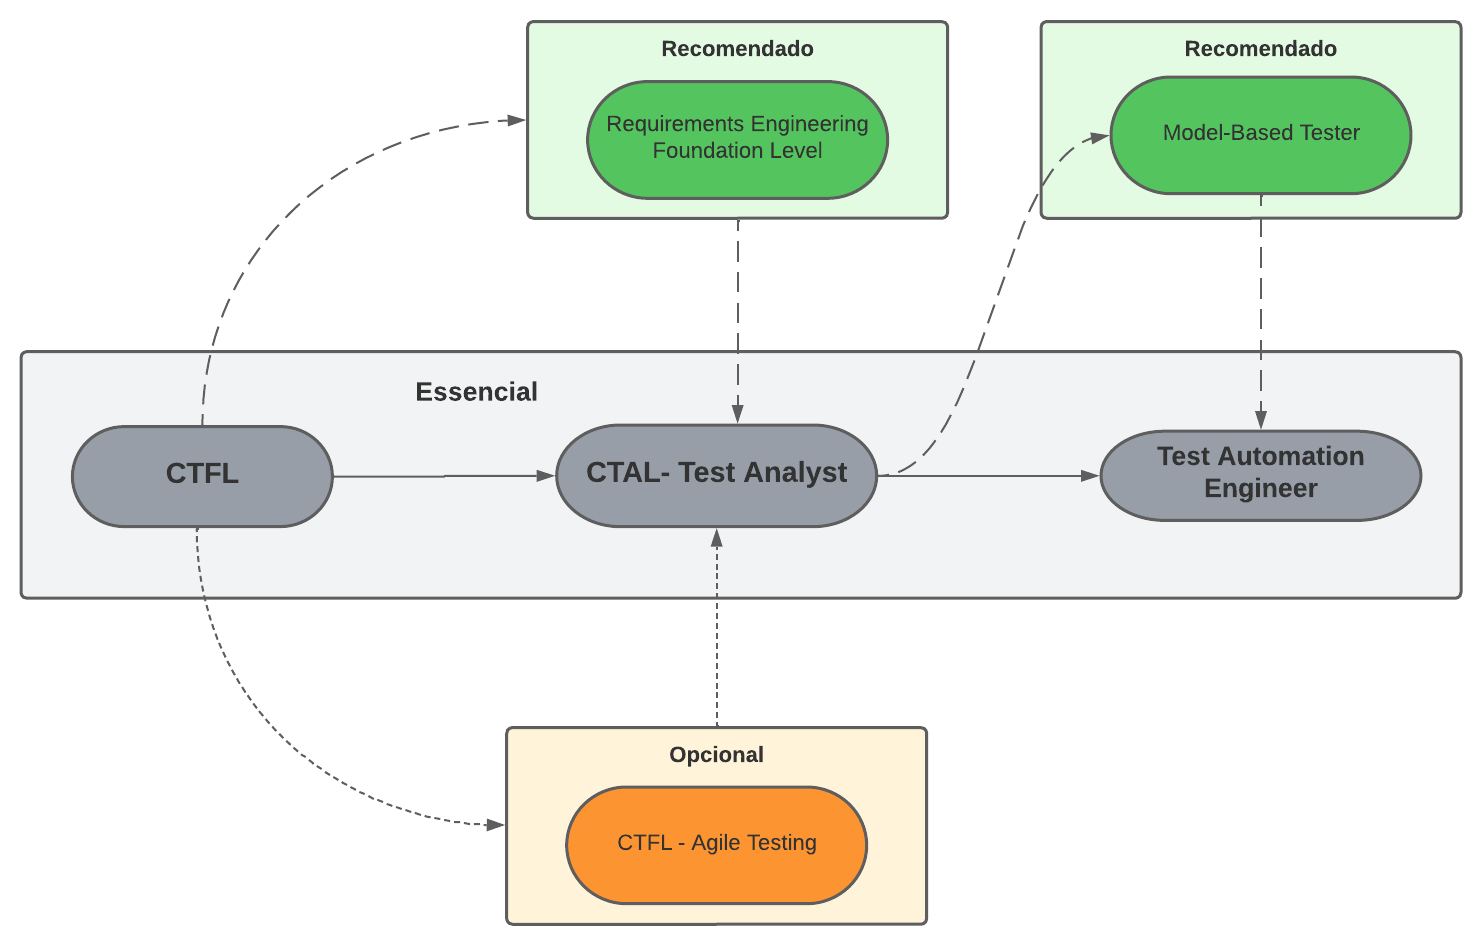 Recomendado
Requirements Engineering
Foundation Level
Recomendado
Model-Based Tester
Essencial
CTFL
CTAL- Test Analyst
Test Automation
Engineer
Opcional
CTFL - Agile Testing